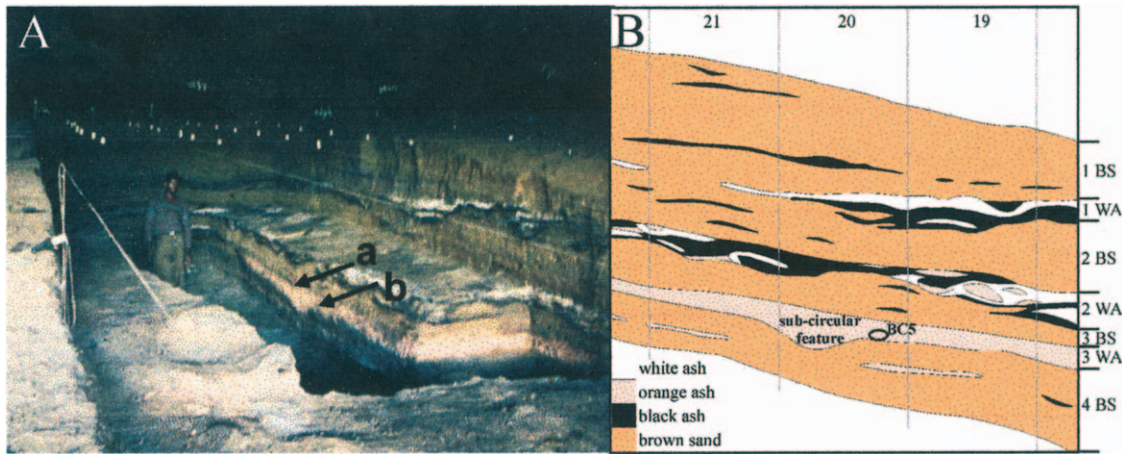 A
a
b
B
21 20 19
1 BS
1 WA
2 BS
2 WA
3 BS
3 WA
4 BS
sub-circular
feature
BC5
white ash
orange ash
black ash
brown sand